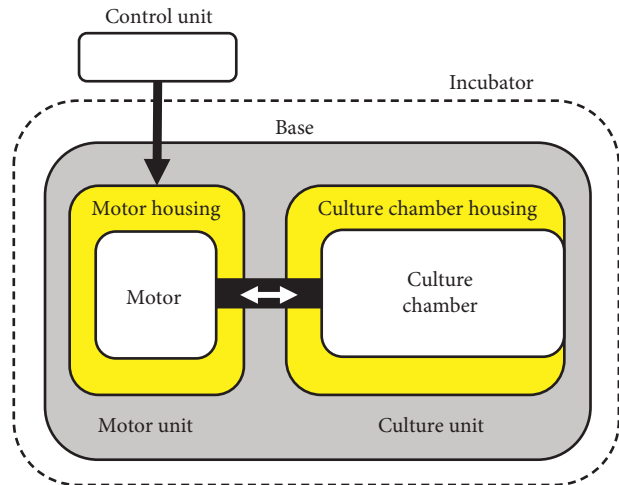 Control unit
Incubator
Base
Motor housing
Culture chamber housing
Motor
Culture
chamber
Motor unit
Culture unit